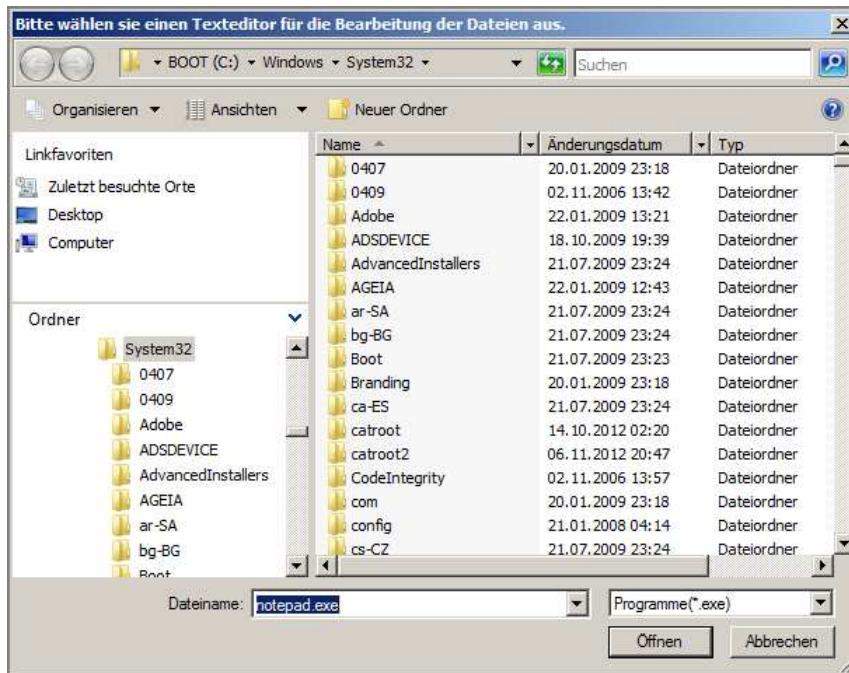 Bitte wählen sie einen Texteditor für die Bearbeitung der Dateien aus.
BOOT (C:) Windows System32 Suchen
Organisieren Ansichten Neuer Ordner
Linkfavoriten
Zuletzt besuchte Orte
Desktop
Computer
Ordner
System32
0407
0409
Adobe
ADSDEVICE
AdvancedInstallers
AGEIA
ar-SA
bg-BG
Boot
Name Änderungsdatum Typ
0407 20.01.2009 23:18 Dateiordner
0409 02.11.2006 13:42 Dateiordner
Adobe 22.01.2009 13:21 Dateiordner
ADSDEVICE 18.10.2009 19:39 Dateiordner
AdvancedInstallers 21.07.2009 23:24 Dateiordner
AGEIA 22.01.2009 12:43 Dateiordner
ar-SA 21.07.2009 23:24 Dateiordner
bg-BG 21.07.2009 23:24 Dateiordner
Boot 21.07.2009 23:23 Dateiordner
Branding 20.01.2009 23:18 Dateiordner
ca-ES 21.07.2009 23:24 Dateiordner
catroot 14.10.2012 02:20 Dateiordner
catroot2 06.11.2012 20:47 Dateiordner
CodeIntegrity 02.11.2006 13:57 Dateiordner
com 20.01.2009 23:18 Dateiordner
config 21.01.2008 04:14 Dateiordner
cs-CZ 21.07.2009 23:24 Dateiordner
Dateiname: notepad.exe Programme(*.exe)
Öffnen Abbrechen